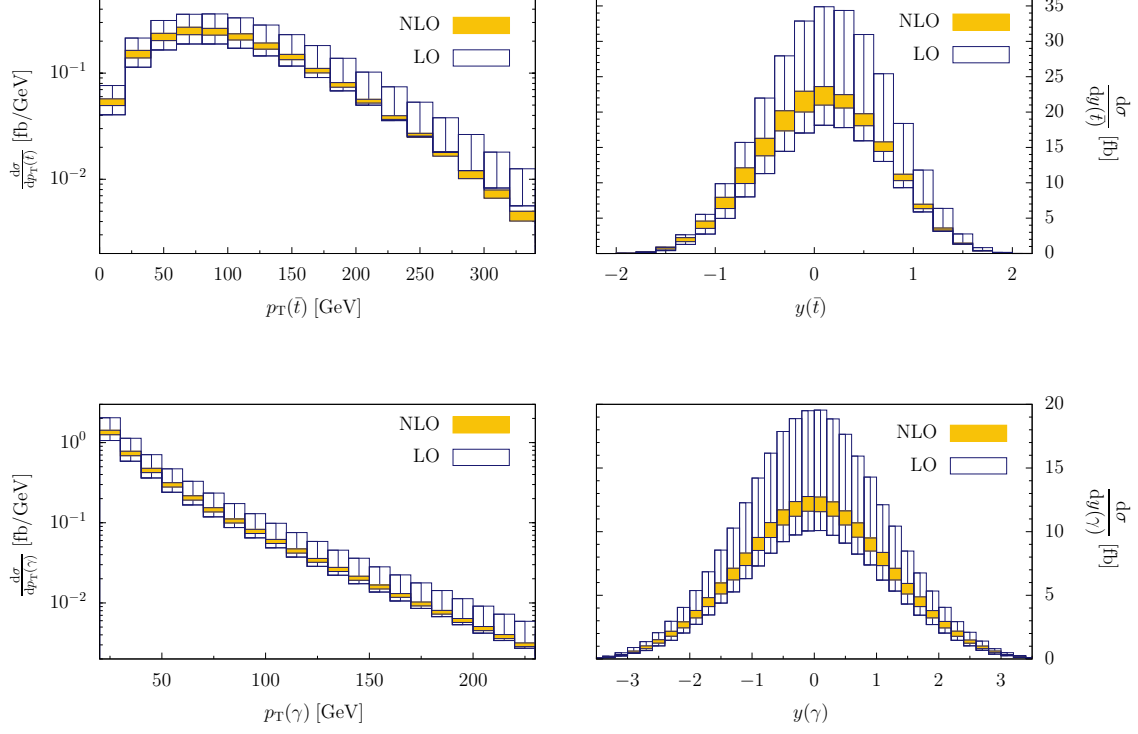 NLO
LO
10⁻¹
10⁻²
dσ/dp_T(t̄) [fb/GeV]
0 50 100 150 200 250 300
p_T(t̄) [GeV]
NLO
LO
35
30
25
20
15
10
5
0
dσ/dy(t̄) [fb]
−2 −1 0 1 2
y(t̄)
NLO
LO
10⁰
10⁻¹
10⁻²
dσ/dp_T(γ) [fb/GeV]
50 100 150 200
p_T(γ) [GeV]
NLO
LO
20
15
10
5
0
dσ/dy(γ) [fb]
−3 −2 −1 0 1 2 3
y(γ)